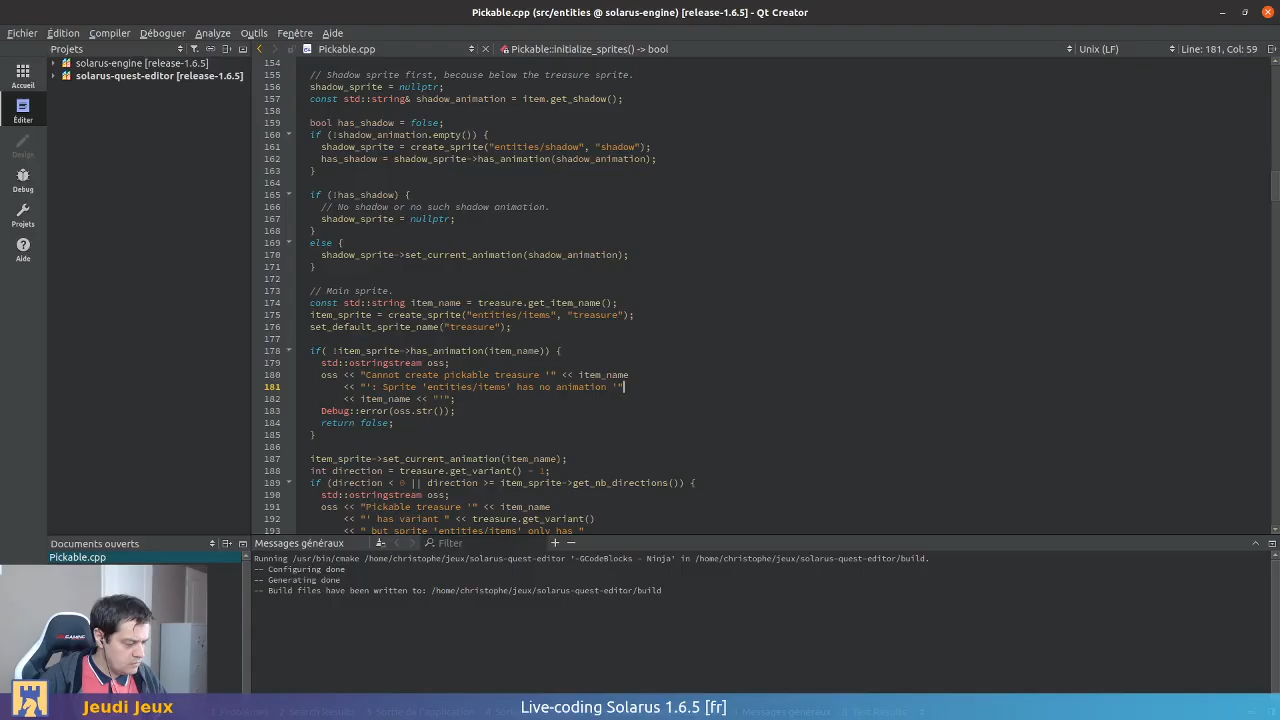 Pickable.cpp (src/entities @ solarus-engine) [release-1.6.5] - Qt Creator
Fichier Édition Compiler Déboguer Analyze Outils Fenêtre Aide
Projets
Pickable.cpp
Pickable::initialize_sprites() -> bool
Unix (LF)
Line: 181, Col: 59
solarus-engine [release-1.6.5]
solarus-quest-editor [release-1.6.5]
Accueil
Éditer
Design
Debug
Projets
Aide
154
155 // Shadow sprite first, because below the treasure sprite.
156 shadow_sprite = nullptr;
157 const std::string& shadow_animation = item.get_shadow();
158
159 bool has_shadow = false;
160 if (!shadow_animation.empty()) {
161 shadow_sprite = create_sprite("entities/shadow", "shadow");
162 has_shadow = shadow_sprite->has_animation(shadow_animation);
163 }
164
165 if (!has_shadow) {
166 // No shadow or no such shadow animation.
167 shadow_sprite = nullptr;
168 }
169 else {
170 shadow_sprite->set_current_animation(shadow_animation);
171 }
172
173 // Main sprite.
174 const std::string item_name = treasure.get_item_name();
175 item_sprite = create_sprite("entities/items", "treasure");
176 set_default_sprite_name("treasure");
177
178 if( !item_sprite->has_animation(item_name)) {
179 std::ostringstream oss;
180 oss << "Cannot create pickable treasure '" << item_name
181 << "': Sprite 'entities/items' has no animation '"
182 << item_name << "'";
183 Debug::error(oss.str());
184 return false;
185 }
186
187 item_sprite->set_current_animation(item_name);
188 int direction = treasure.get_variant() - 1;
189 if (direction < 0 || direction >= item_sprite->get_nb_directions()) {
190 std::ostringstream oss;
191 oss << "Pickable treasure '" << item_name
192 << "' has variant " << treasure.get_variant()
193 << " but sprite 'entities/items' only has "
Documents ouverts
Pickable.cpp
Messages généraux
Filter
Running /usr/bin/cmake /home/christophe/jeux/solarus-quest-editor '-GCodeBlocks - Ninja' in /home/christophe/jeux/solarus-quest-editor/build.
-- Configuring done
-- Generating done
-- Build files have been written to: /home/christophe/jeux/solarus-quest-editor/build
Jeudi Jeux
Live-coding Solarus 1.6.5 [fr]